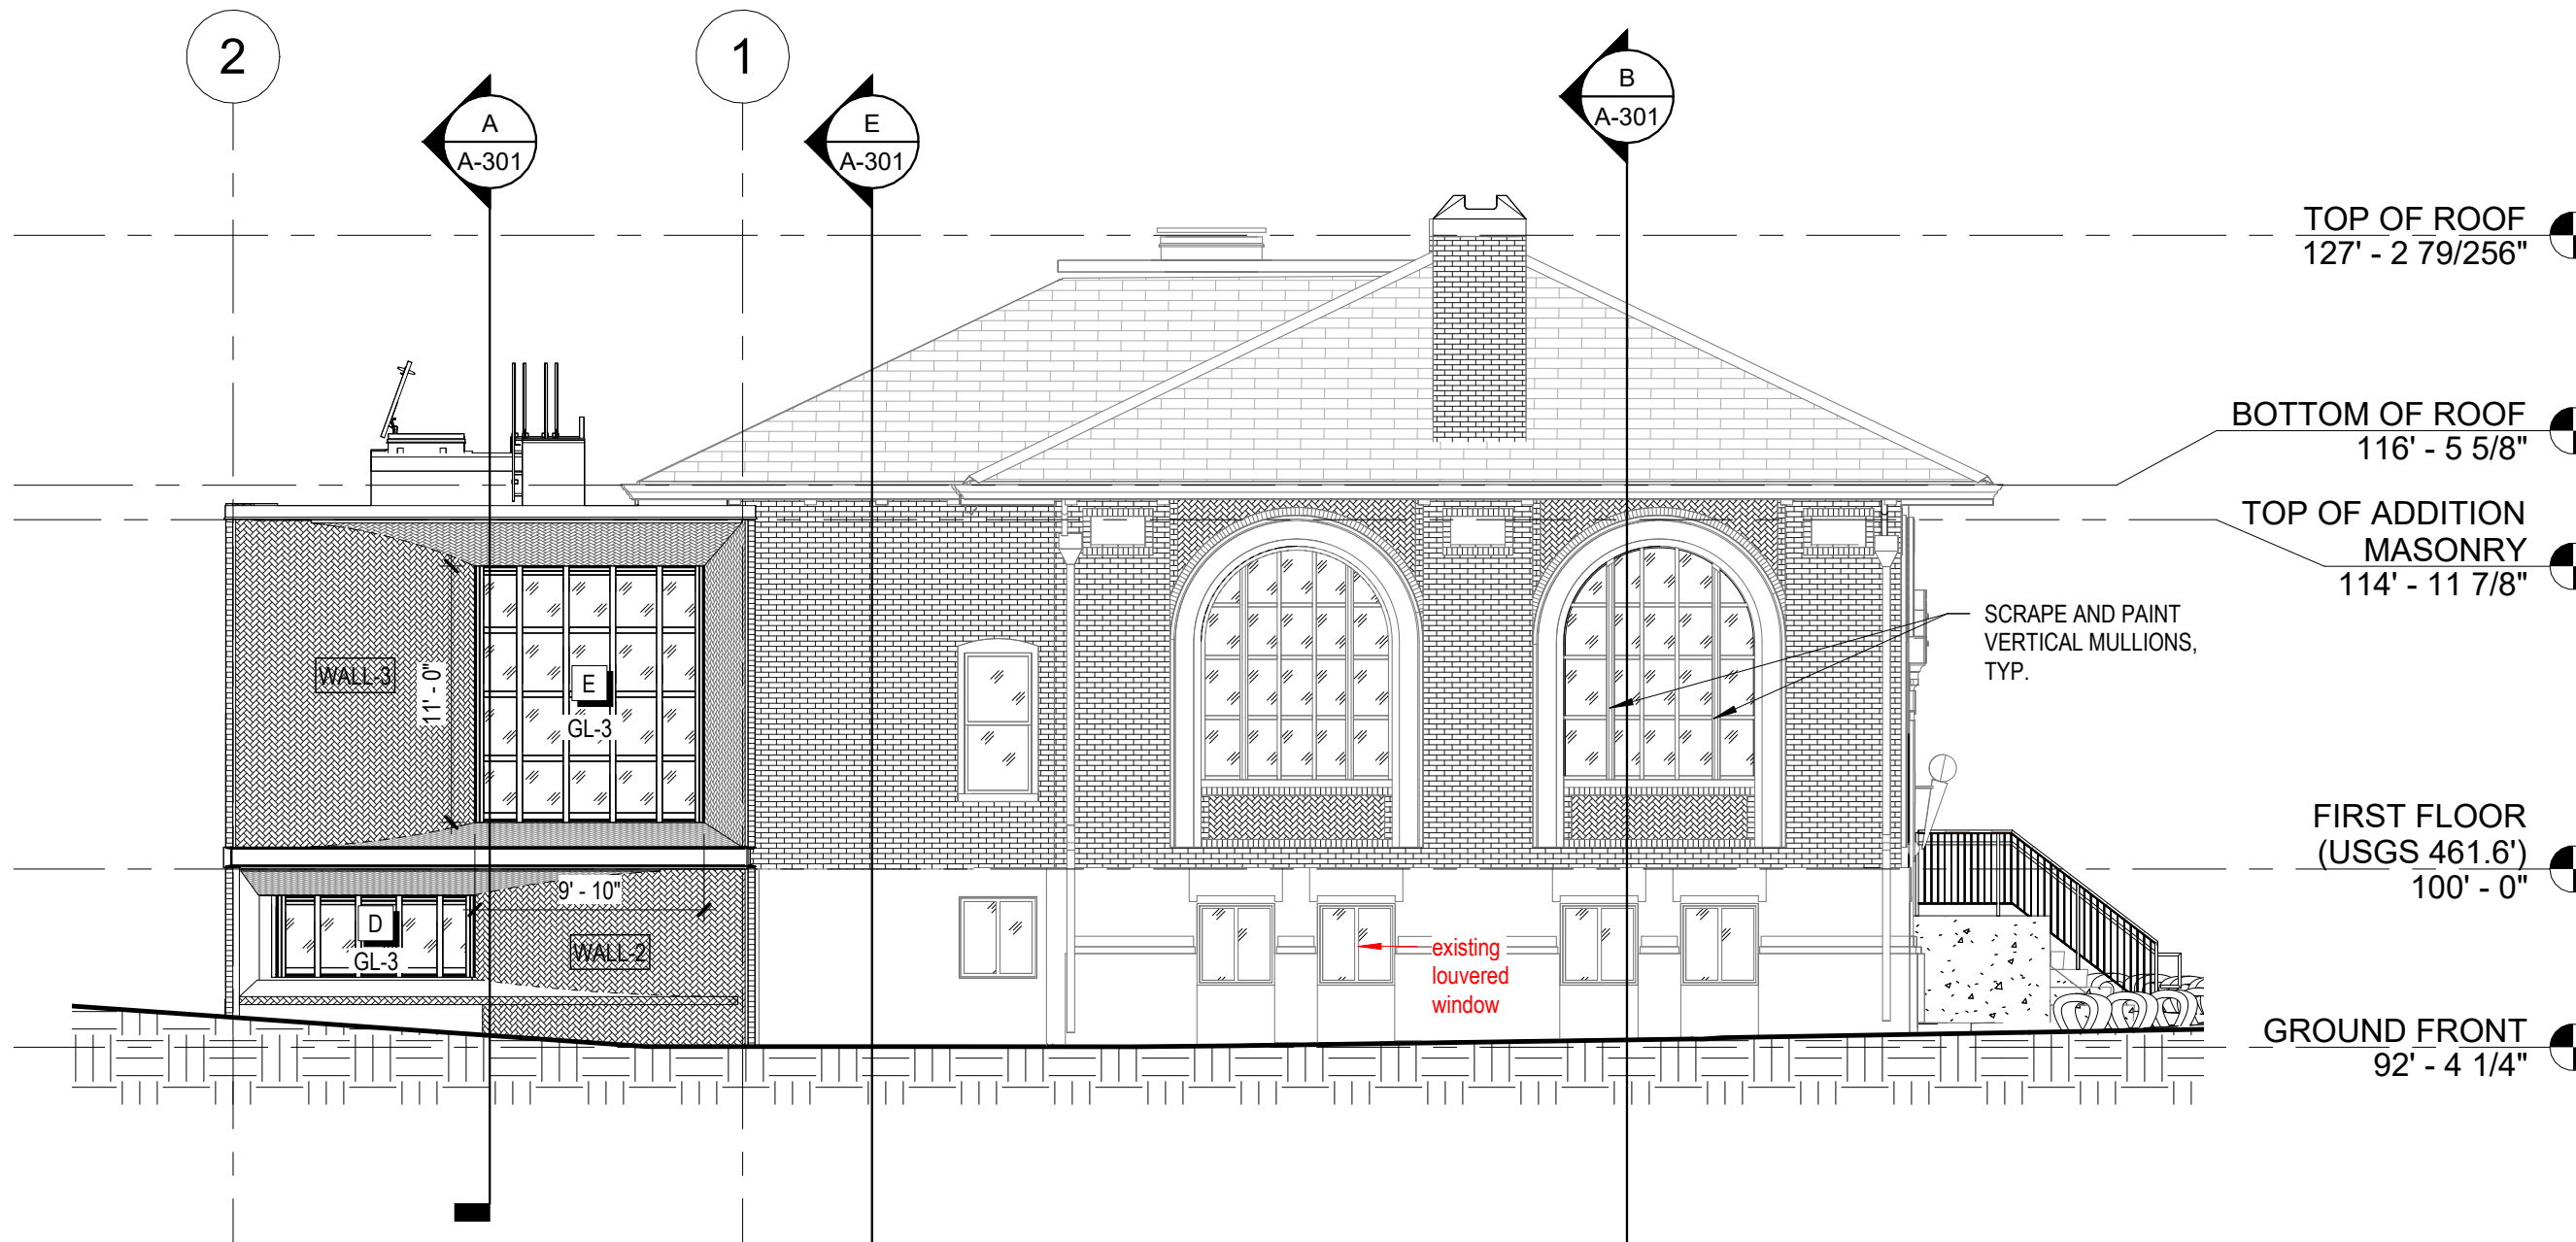 2
1
A
A-301
E
A-301
B
A-301
TOP OF ROOF
127' - 2 79/256"
BOTTOM OF ROOF
116' - 5 5/8"
TOP OF ADDITION
MASONRY
114' - 11 7/8"
SCRAPE AND PAINT
VERTICAL MULLIONS,
TYP.
WALL-3
11' - 0"
E
GL-3
FIRST FLOOR
(USGS 461.6')
100' - 0"
9' - 10"
D
GL-3
WALL-2
existing
louvered
window
GROUND FRONT
92' - 4 1/4"